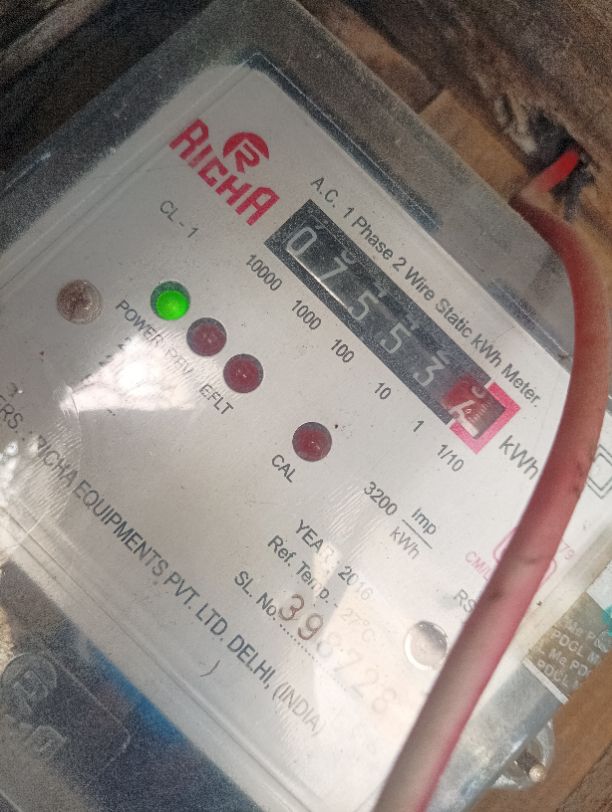 RICHA
CL - 1
A.C. 1 Phase 2 Wire Static kWh Meter.
07553
10000 1000 100 10 1 1/10
kWh
POWER REV EFLT
CAL
3200 Imp/kWh
YEAR 2016
Ref. Temp. - 27°C
SL. No. 398728
RICHA EQUIPMENTS PVT. LTD. DELHI, (INDIA)